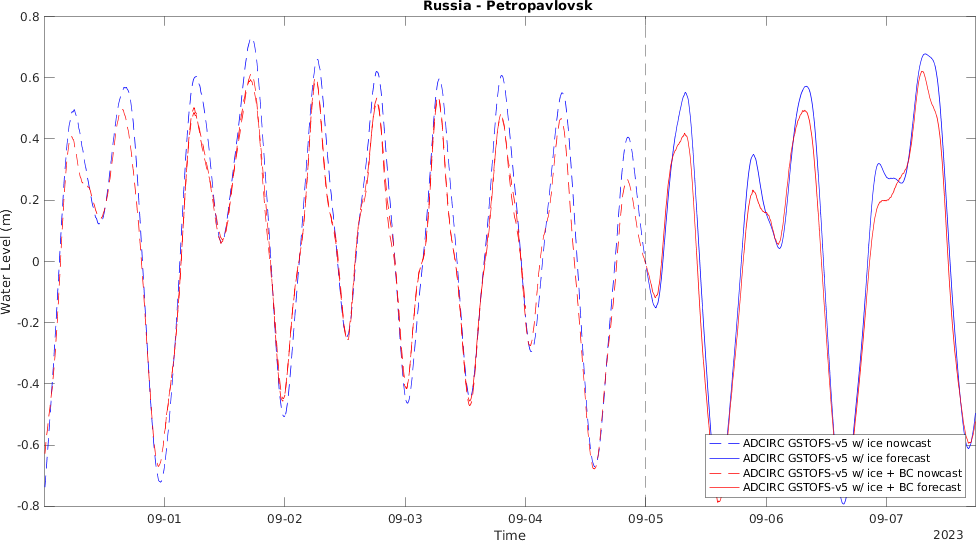 Russia - Petropavlovsk
0.8
0.6
0.4
0.2
0
-0.2
-0.4
-0.6
-0.8
Water Level (m)
ADCIRC GSTOFS-v5 w/ ice nowcast
ADCIRC GSTOFS-v5 w/ ice forecast
ADCIRC GSTOFS-v5 w/ ice + BC nowcast
ADCIRC GSTOFS-v5 w/ ice + BC forecast
09-01 09-02 09-03 09-04 09-05 09-06 09-07
Time
2023